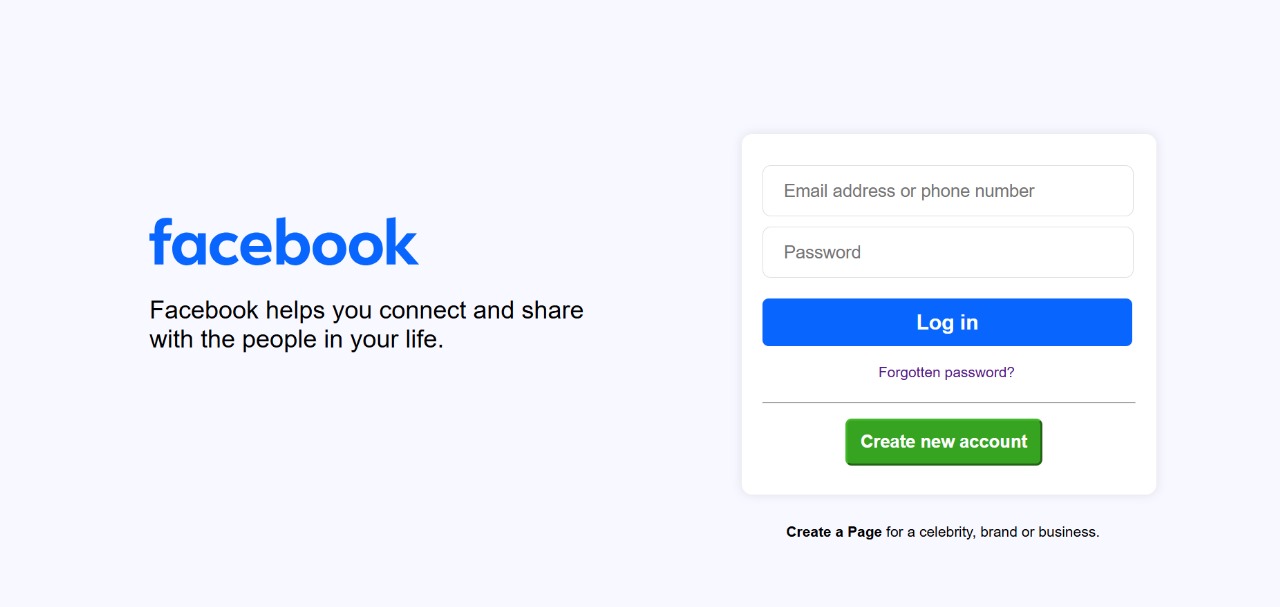 facebook
Facebook helps you connect and share
with the people in your life.
Email address or phone number
Password
Log in
Forgotten password?
Create new account
Create a Page for a celebrity, brand or business.